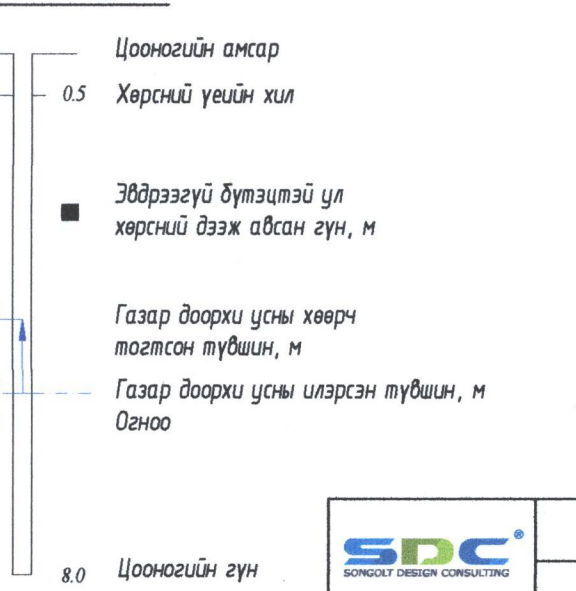 Цооногийн амсар
0.5 Хөрсний үеийн хил
Эвдрээгүй бүтэцтэй ул
хөрсний дээж авсан гүн, м
Газар доорхи усны хөөрч
тогтсон түвшин, м
Газар доорхи усны илэрсэн түвшин, м
Огноо
8.0 Цооногийн гүн
SDC®
SONGOLT DESIGN CONSULTING